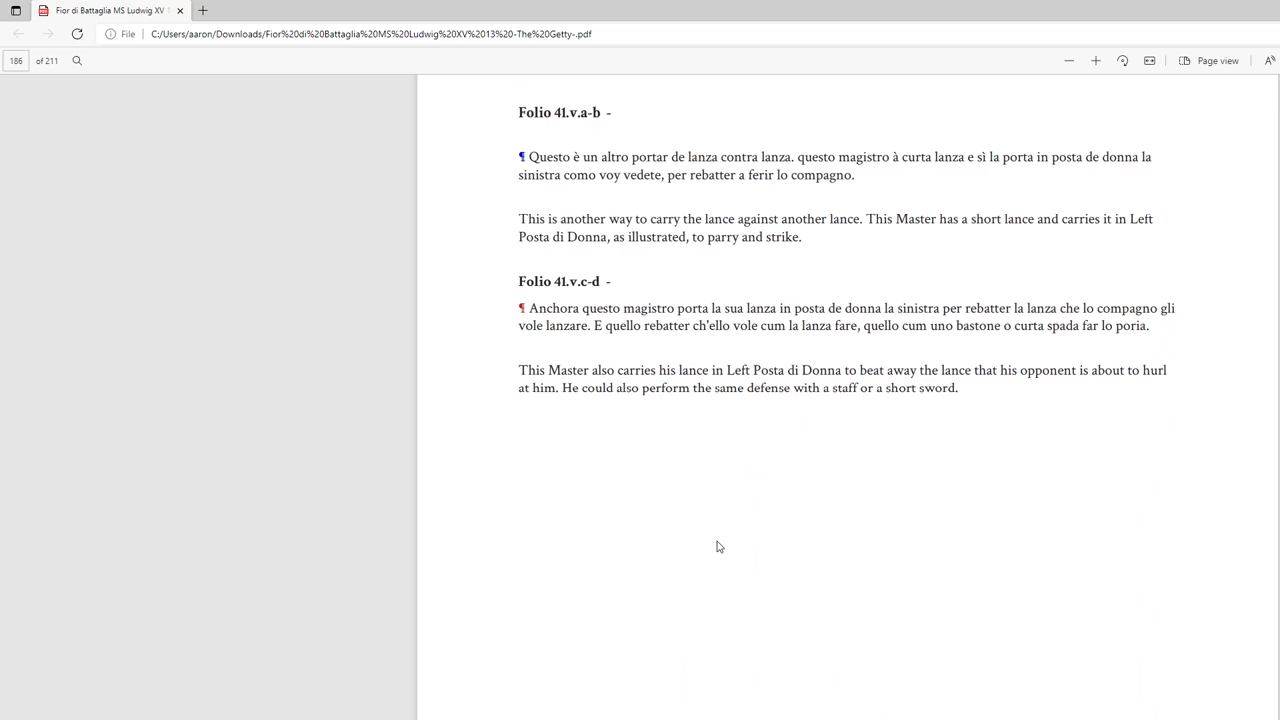 Fior di Battaglia MS Ludwig XV 1
File C:/Users/aaron/Downloads/Fior%20di%20Battaglia%20MS%20Ludwig%20XV%2013%20-The%20Getty-.pdf
186 of 211 Page view
Folio 41.v.a-b -
¶ Questo è un altro portar de lanza contra lanza. questo magistro à curta lanza e sì la porta in posta de donna la
sinistra como voy vedete, per rebatter a ferir lo compagno.
This is another way to carry the lance against another lance. This Master has a short lance and carries it in Left
Posta di Donna, as illustrated, to parry and strike.
Folio 41.v.c-d -
¶ Anchora questo magistro porta la sua lanza in posta de donna la sinistra per rebatter la lanza che lo compagno gli
vole lanzare. E quello rebatter ch'ello vole cum la lanza fare, quello cum uno bastone o curta spada far lo poria.
This Master also carries his lance in Left Posta di Donna to beat away the lance that his opponent is about to hurl
at him. He could also perform the same defense with a staff or a short sword.